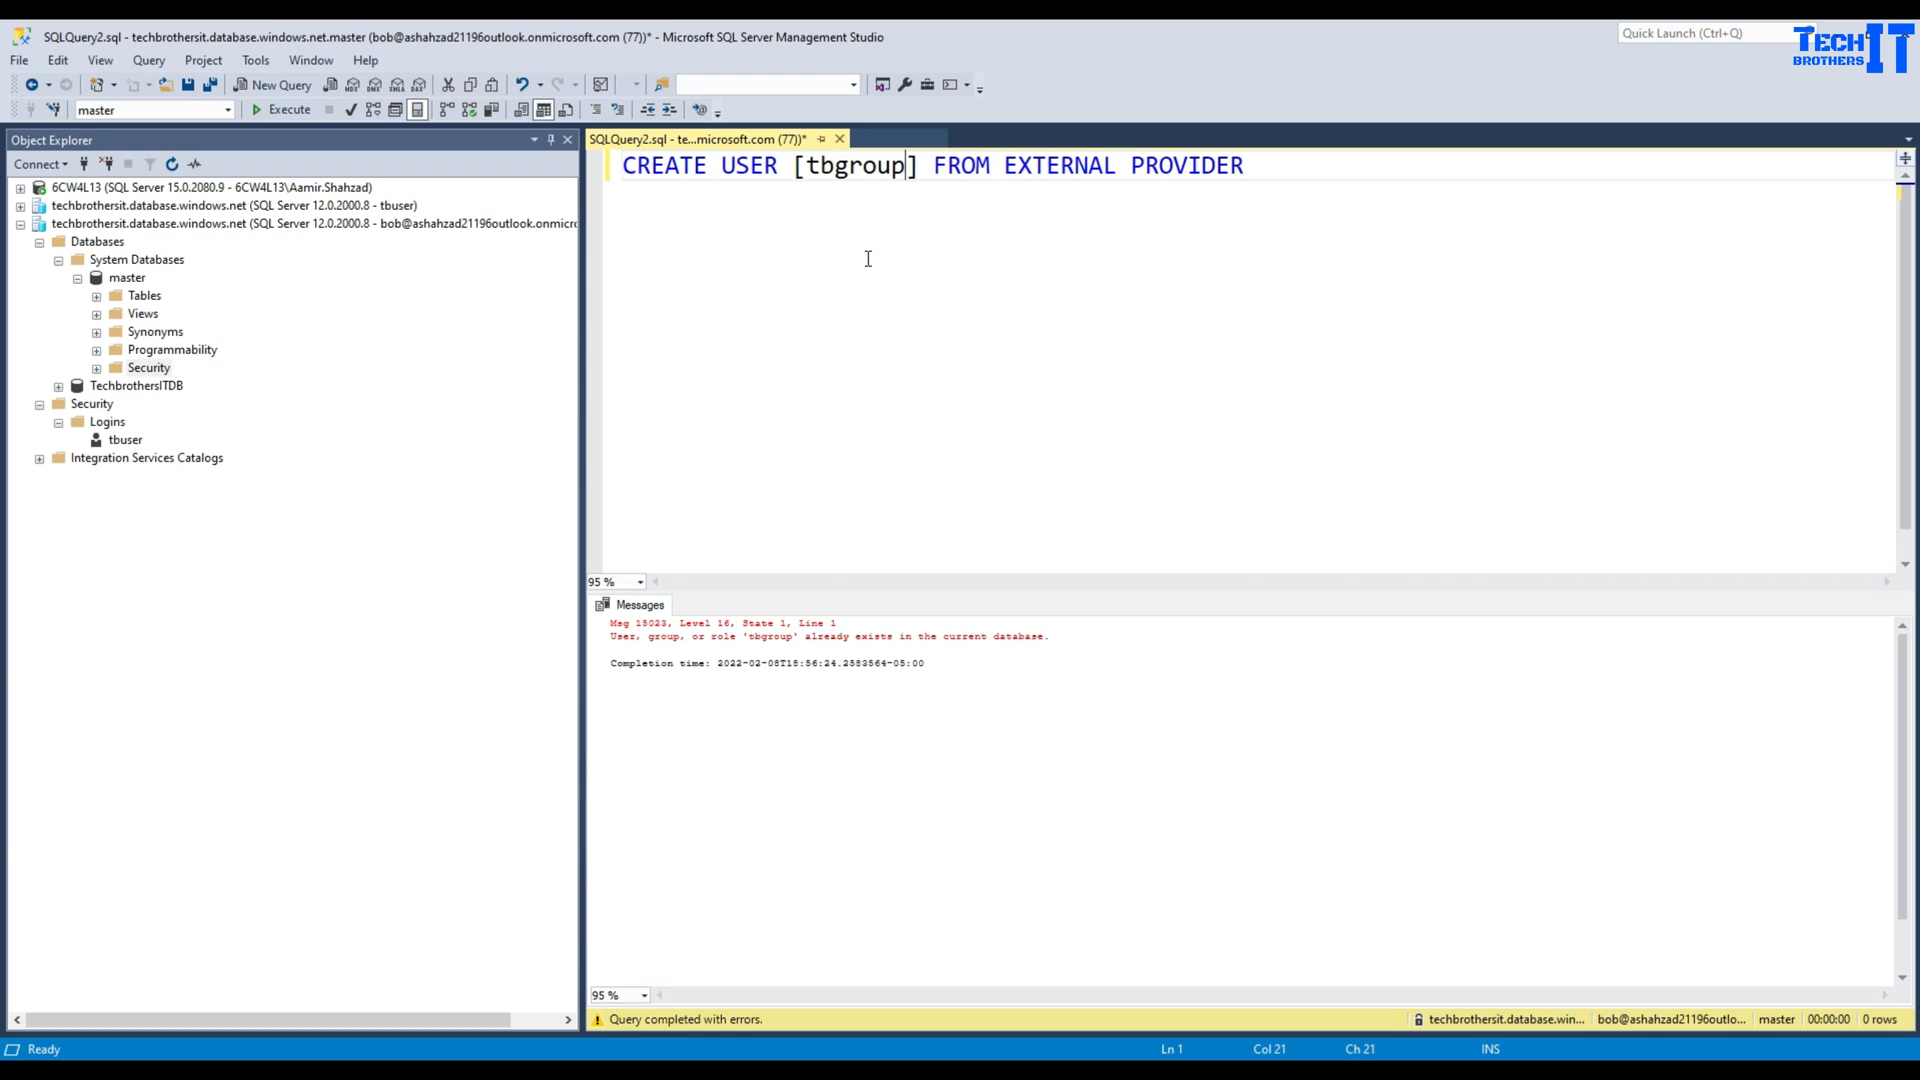 SQLQuery2.sql - techbrothersit.database.windows.net.master (bob@ashahzad21196outlook.onmicrosoft.com (77))* - Microsoft SQL Server Management Studio
Quick Launch (Ctrl+Q)
TECH BROTHERS IT
File Edit View Query Project Tools Window Help
New Query
master
Execute
Object Explorer
SQLQuery2.sql - te...microsoft.com (77))*
Connect
CREATE USER [tbgroup] FROM EXTERNAL PROVIDER
6CW4L13 (SQL Server 15.0.2080.9 - 6CW4L13\Aamir.Shahzad)
techbrothersit.database.windows.net (SQL Server 12.0.2000.8 - tbuser)
techbrothersit.database.windows.net (SQL Server 12.0.2000.8 - bob@ashahzad21196outlook.onmicr
Databases
System Databases
master
Tables
Views
Synonyms
Programmability
Security
TechbrothersITDB
Security
Logins
tbuser
Integration Services Catalogs
95 %
Messages
Msg 15023, Level 16, State 1, Line 1
User, group, or role 'tbgroup' already exists in the current database.
Completion time: 2022-02-08T18:56:24.2583564-05:00
95 %
Query completed with errors.
techbrothersit.database.win...
bob@ashahzad21196outlo...
master
00:00:00
0 rows
Ready
Ln 1
Col 21
Ch 21
INS